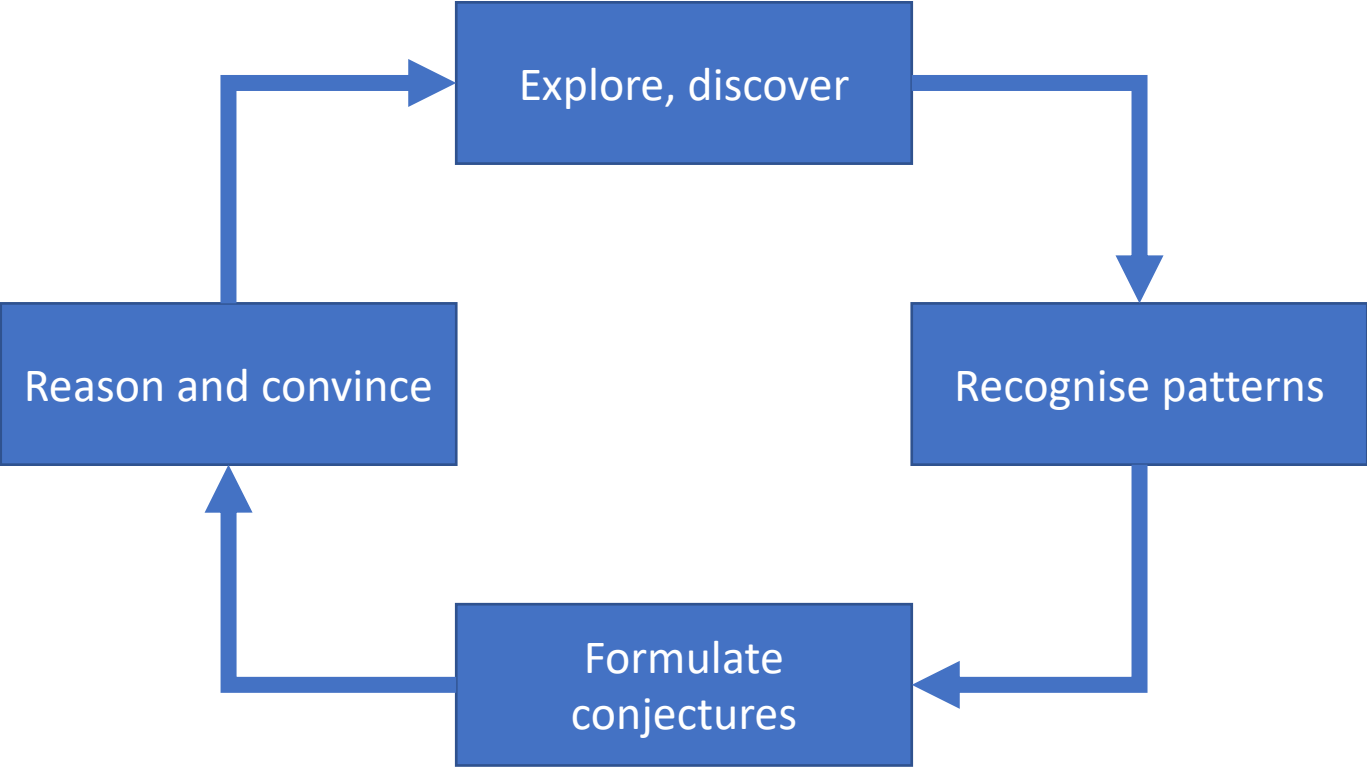 Explore, discover
Reason and convince
Recognise patterns
Formulate
conjectures